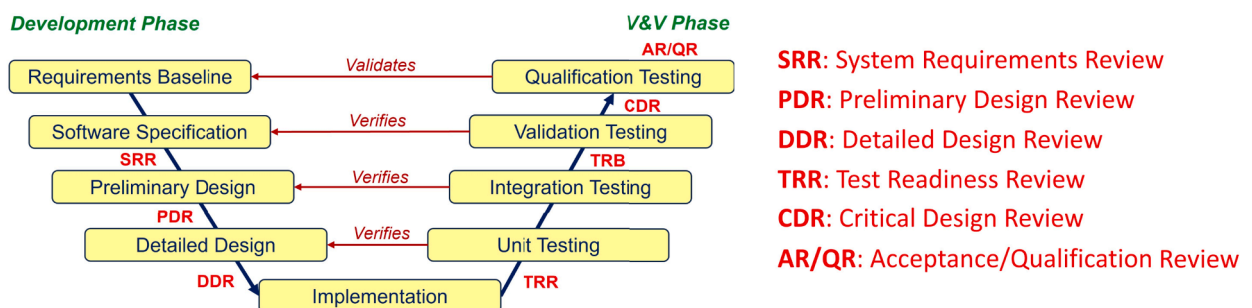 Development Phase
V&V Phase
AR/QR
Requirements Baseline
Validates
Qualification Testing
CDR
Software Specification
Verifies
Validation Testing
SRR
TRB
Preliminary Design
Verifies
Integration Testing
PDR
Detailed Design
Verifies
Unit Testing
DDR
TRR
Implementation
SRR: System Requirements Review
PDR: Preliminary Design Review
DDR: Detailed Design Review
TRR: Test Readiness Review
CDR: Critical Design Review
AR/QR: Acceptance/Qualification Review